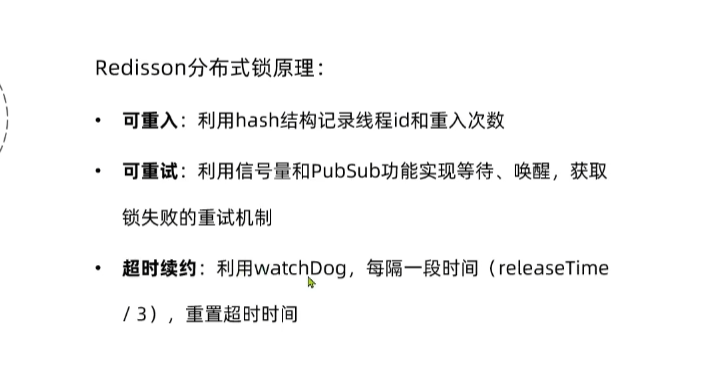 Redisson分布式锁原理：
• 可重入：利用hash结构记录线程id和重入次数
• 可重试：利用信号量和PubSub功能实现等待、唤醒，获取
锁失败的重试机制
• 超时续约：利用watchDog，每隔一段时间（releaseTime
/ 3），重置超时时间